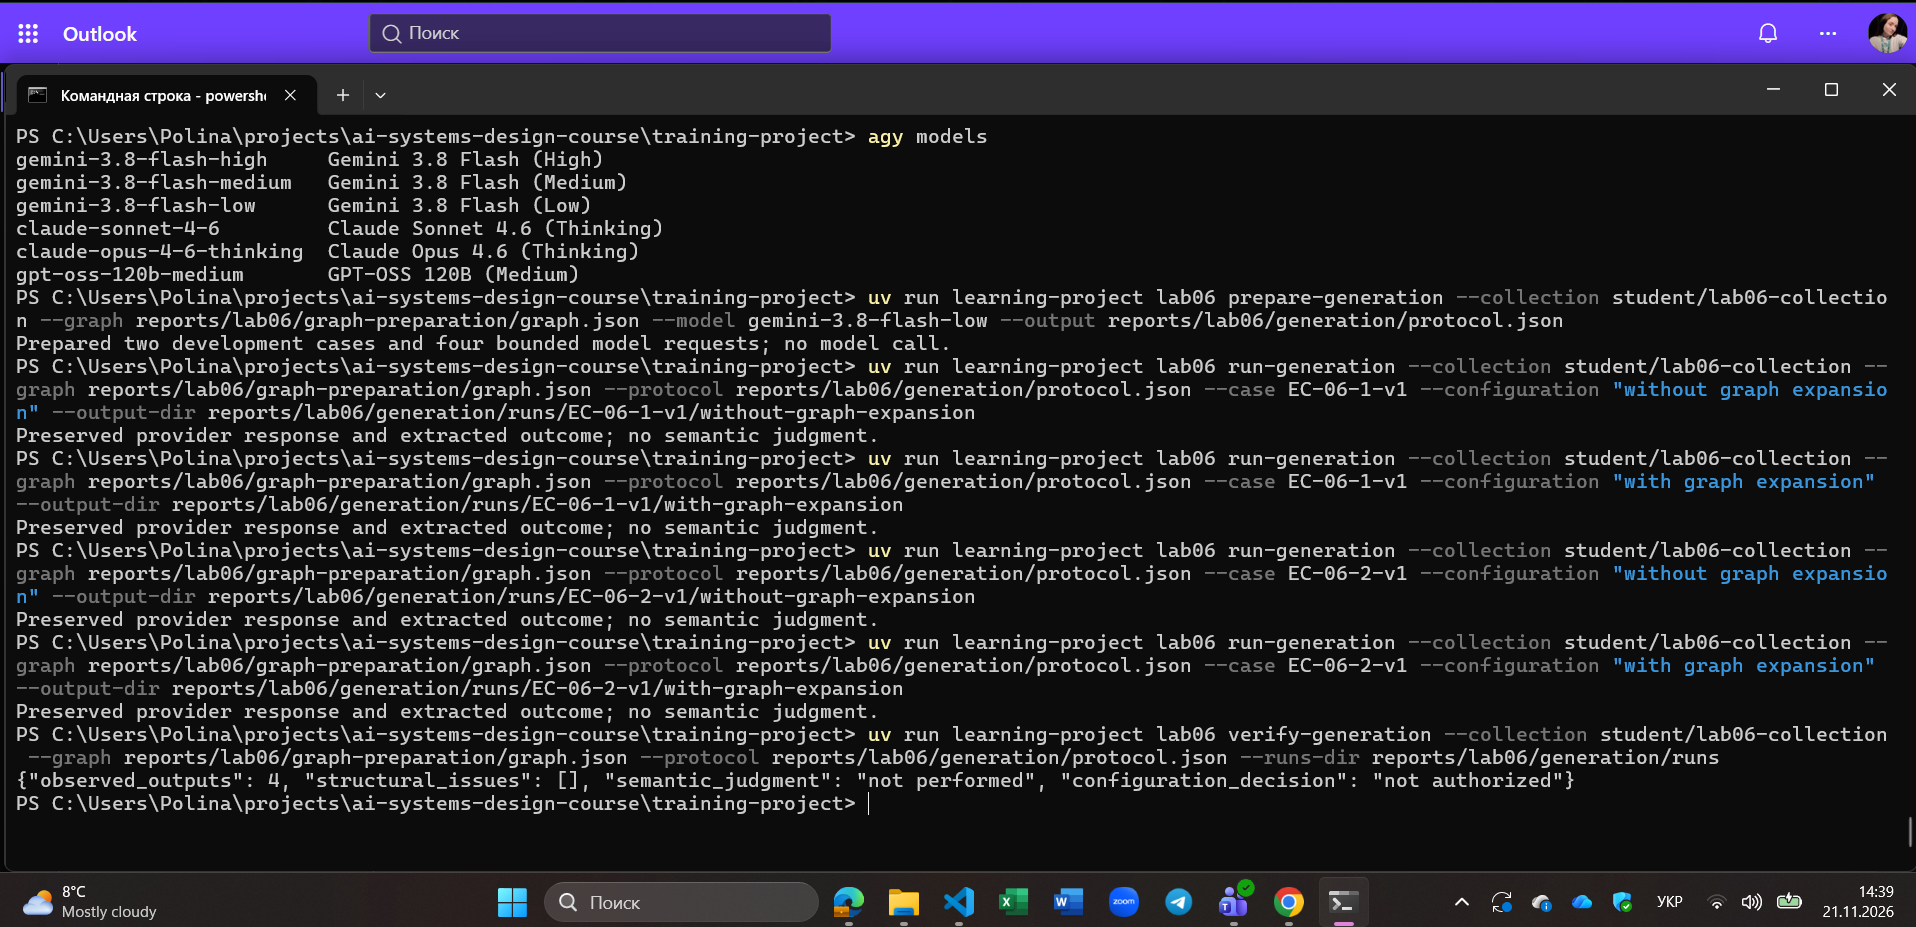 Outlook
Поиск
Командная строка - powershe
PS C:\Users\Polina\projects\ai-systems-design-course\training-project> agy models
gemini-3.8-flash-high     Gemini 3.8 Flash (High)
gemini-3.8-flash-medium   Gemini 3.8 Flash (Medium)
gemini-3.8-flash-low      Gemini 3.8 Flash (Low)
claude-sonnet-4-6         Claude Sonnet 4.6 (Thinking)
claude-opus-4-6-thinking  Claude Opus 4.6 (Thinking)
gpt-oss-120b-medium       GPT-OSS 120B (Medium)
PS C:\Users\Polina\projects\ai-systems-design-course\training-project> uv run learning-project lab06 prepare-generation --collection student/lab06-collectio
n --graph reports/lab06/graph-preparation/graph.json --model gemini-3.8-flash-low --output reports/lab06/generation/protocol.json
Prepared two development cases and four bounded model requests; no model call.
PS C:\Users\Polina\projects\ai-systems-design-course\training-project> uv run learning-project lab06 run-generation --collection student/lab06-collection --
graph reports/lab06/graph-preparation/graph.json --protocol reports/lab06/generation/protocol.json --case EC-06-1-v1 --configuration "without graph expansio
n" --output-dir reports/lab06/generation/runs/EC-06-1-v1/without-graph-expansion
Preserved provider response and extracted outcome; no semantic judgment.
PS C:\Users\Polina\projects\ai-systems-design-course\training-project> uv run learning-project lab06 run-generation --collection student/lab06-collection --
graph reports/lab06/graph-preparation/graph.json --protocol reports/lab06/generation/protocol.json --case EC-06-1-v1 --configuration "with graph expansion"
--output-dir reports/lab06/generation/runs/EC-06-1-v1/with-graph-expansion
Preserved provider response and extracted outcome; no semantic judgment.
PS C:\Users\Polina\projects\ai-systems-design-course\training-project> uv run learning-project lab06 run-generation --collection student/lab06-collection --
graph reports/lab06/graph-preparation/graph.json --protocol reports/lab06/generation/protocol.json --case EC-06-2-v1 --configuration "without graph expansio
n" --output-dir reports/lab06/generation/runs/EC-06-2-v1/without-graph-expansion
Preserved provider response and extracted outcome; no semantic judgment.
PS C:\Users\Polina\projects\ai-systems-design-course\training-project> uv run learning-project lab06 run-generation --collection student/lab06-collection --
graph reports/lab06/graph-preparation/graph.json --protocol reports/lab06/generation/protocol.json --case EC-06-2-v1 --configuration "with graph expansion"
--output-dir reports/lab06/generation/runs/EC-06-2-v1/with-graph-expansion
Preserved provider response and extracted outcome; no semantic judgment.
PS C:\Users\Polina\projects\ai-systems-design-course\training-project> uv run learning-project lab06 verify-generation --collection student/lab06-collection
--graph reports/lab06/graph-preparation/graph.json --protocol reports/lab06/generation/protocol.json --runs-dir reports/lab06/generation/runs
{"observed_outputs": 4, "structural_issues": [], "semantic_judgment": "not performed", "configuration_decision": "not authorized"}
PS C:\Users\Polina\projects\ai-systems-design-course\training-project>
8°C
Mostly cloudy
Поиск
zoom
УКР
14:39
21.11.2026